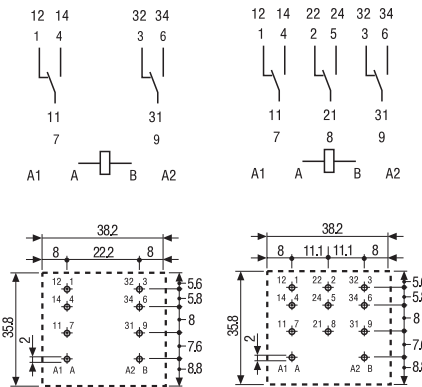 12 14 32 34 12 14 22 24 32 34
1 4 3 6 1 4 2 5 3 6
11 31 11 21 31
7 9 7 8 9
A1 A B A2 A1 A B A2
38.2 38.2
8 22.2 8 8 11.1 11.1 8
12 1 32 3 5.6 12 1 22 2 32 3
14 4 34 6 5.8 14 4 24 5 34 6
35.8 8 35.8 8
11 7 31 9 11 7 21 8 31 9
2 7.6 2
A1 A A2 B 8.8 A1 A A2 B